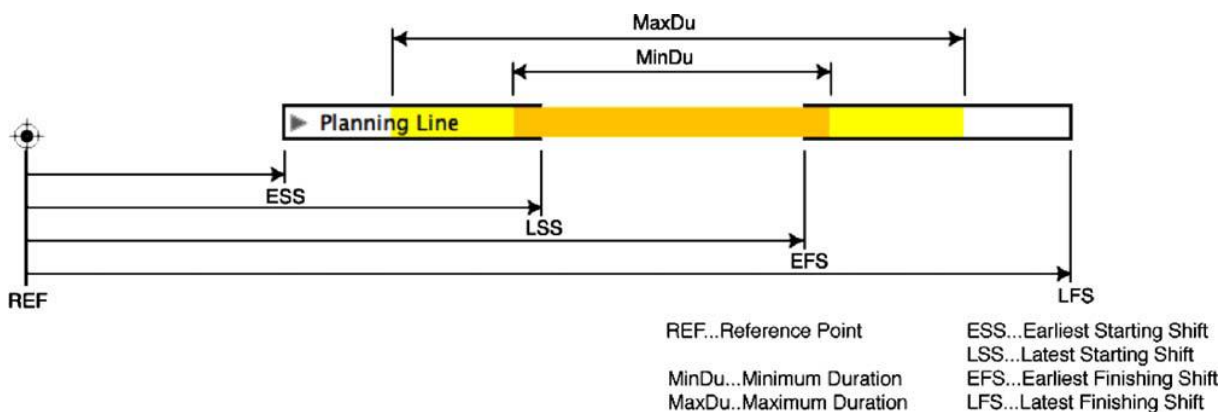 MaxDu
MinDu
Planning Line
ESS
LSS
EFS
REF
LFS
REF...Reference Point
ESS...Earliest Starting Shift
LSS...Latest Starting Shift
MinDu...Minimum Duration
EFS...Earliest Finishing Shift
MaxDu...Maximum Duration
LFS...Latest Finishing Shift